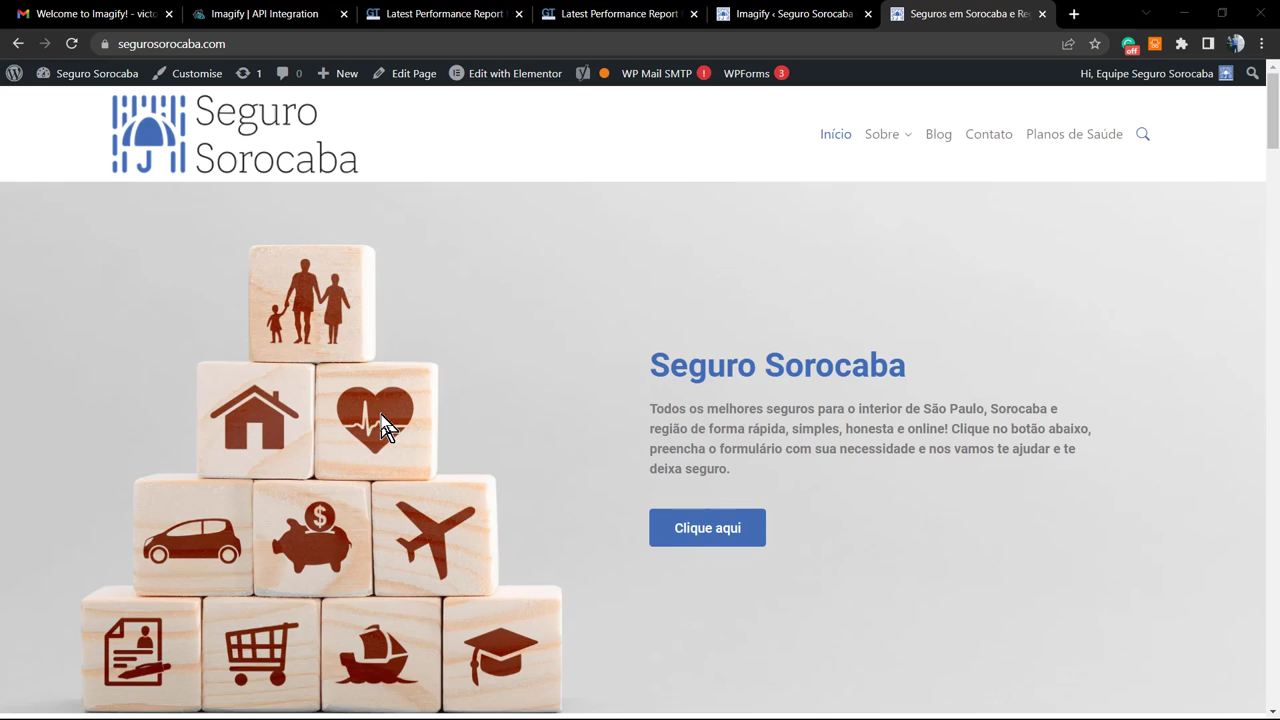 Welcome to Imagify! - victo
Imagify | API Integration
Latest Performance Report f
Latest Performance Report f
Imagify ‹ Seguro Sorocaba
Seguros em Sorocaba e Reg
segurosorocaba.com
off
Seguro Sorocaba
Customise
1
0
New
Edit Page
Edit with Elementor
WP Mail SMTP !
WPForms 3
Hi, Equipe Seguro Sorocaba
Seguro
Sorocaba
Início
Sobre
Blog
Contato
Planos de Saúde
Seguro Sorocaba
Todos os melhores seguros para o interior de São Paulo, Sorocaba e
região de forma rápida, simples, honesta e online! Clique no botão abaixo,
preencha o formulário com sua necessidade e nos vamos te ajudar e te
deixa seguro.
Clique aqui
$